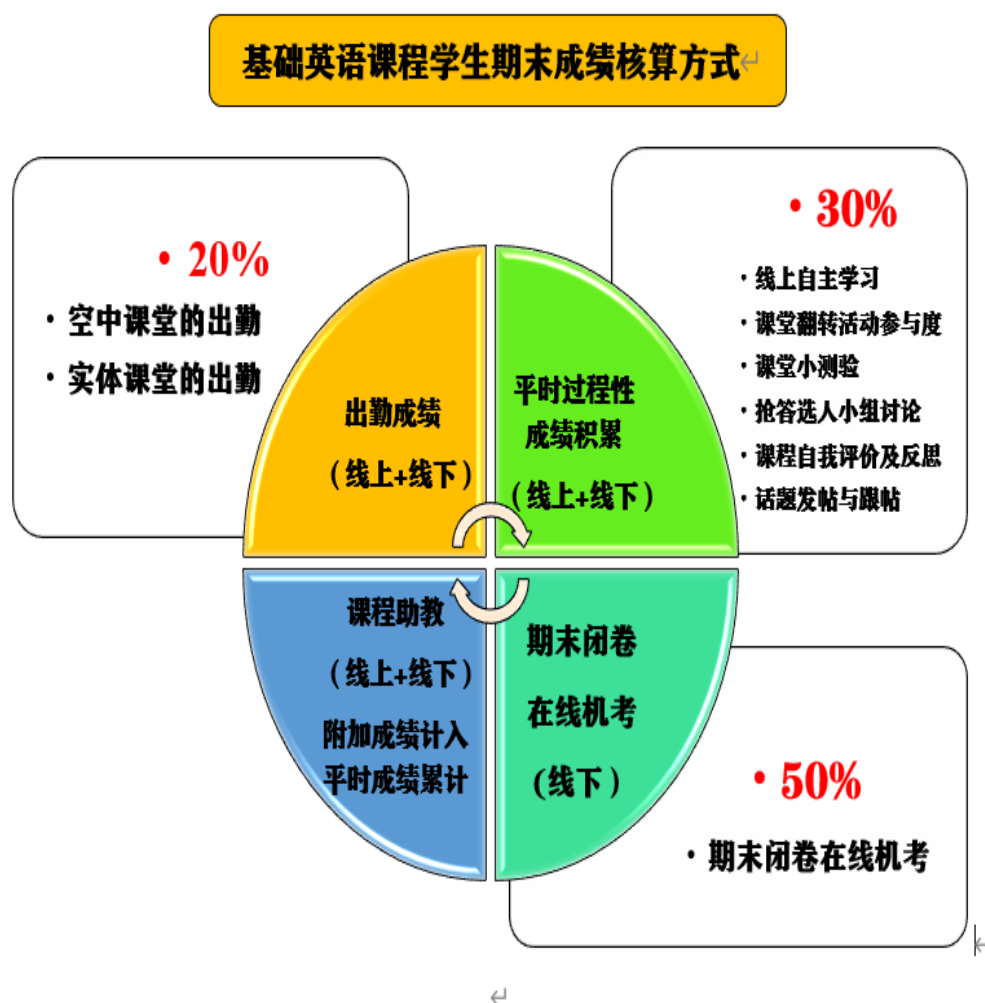 基础英语课程学生期末成绩核算方式
• 20%
• 空中课堂的出勤
• 实体课堂的出勤
• 30%
• 线上自主学习
• 课堂翻转活动参与度
• 课堂小测验
• 抢答选人小组讨论
• 课程自我评价及反思
• 话题发帖与跟帖
出勤成绩
（线上+线下）
平时过程性
成绩积累
（线上+线下）
课程助教
（线上+线下）
附加成绩计入
平时成绩累计
期末闭卷
在线机考
（线下）
• 50%
• 期末闭卷在线机考